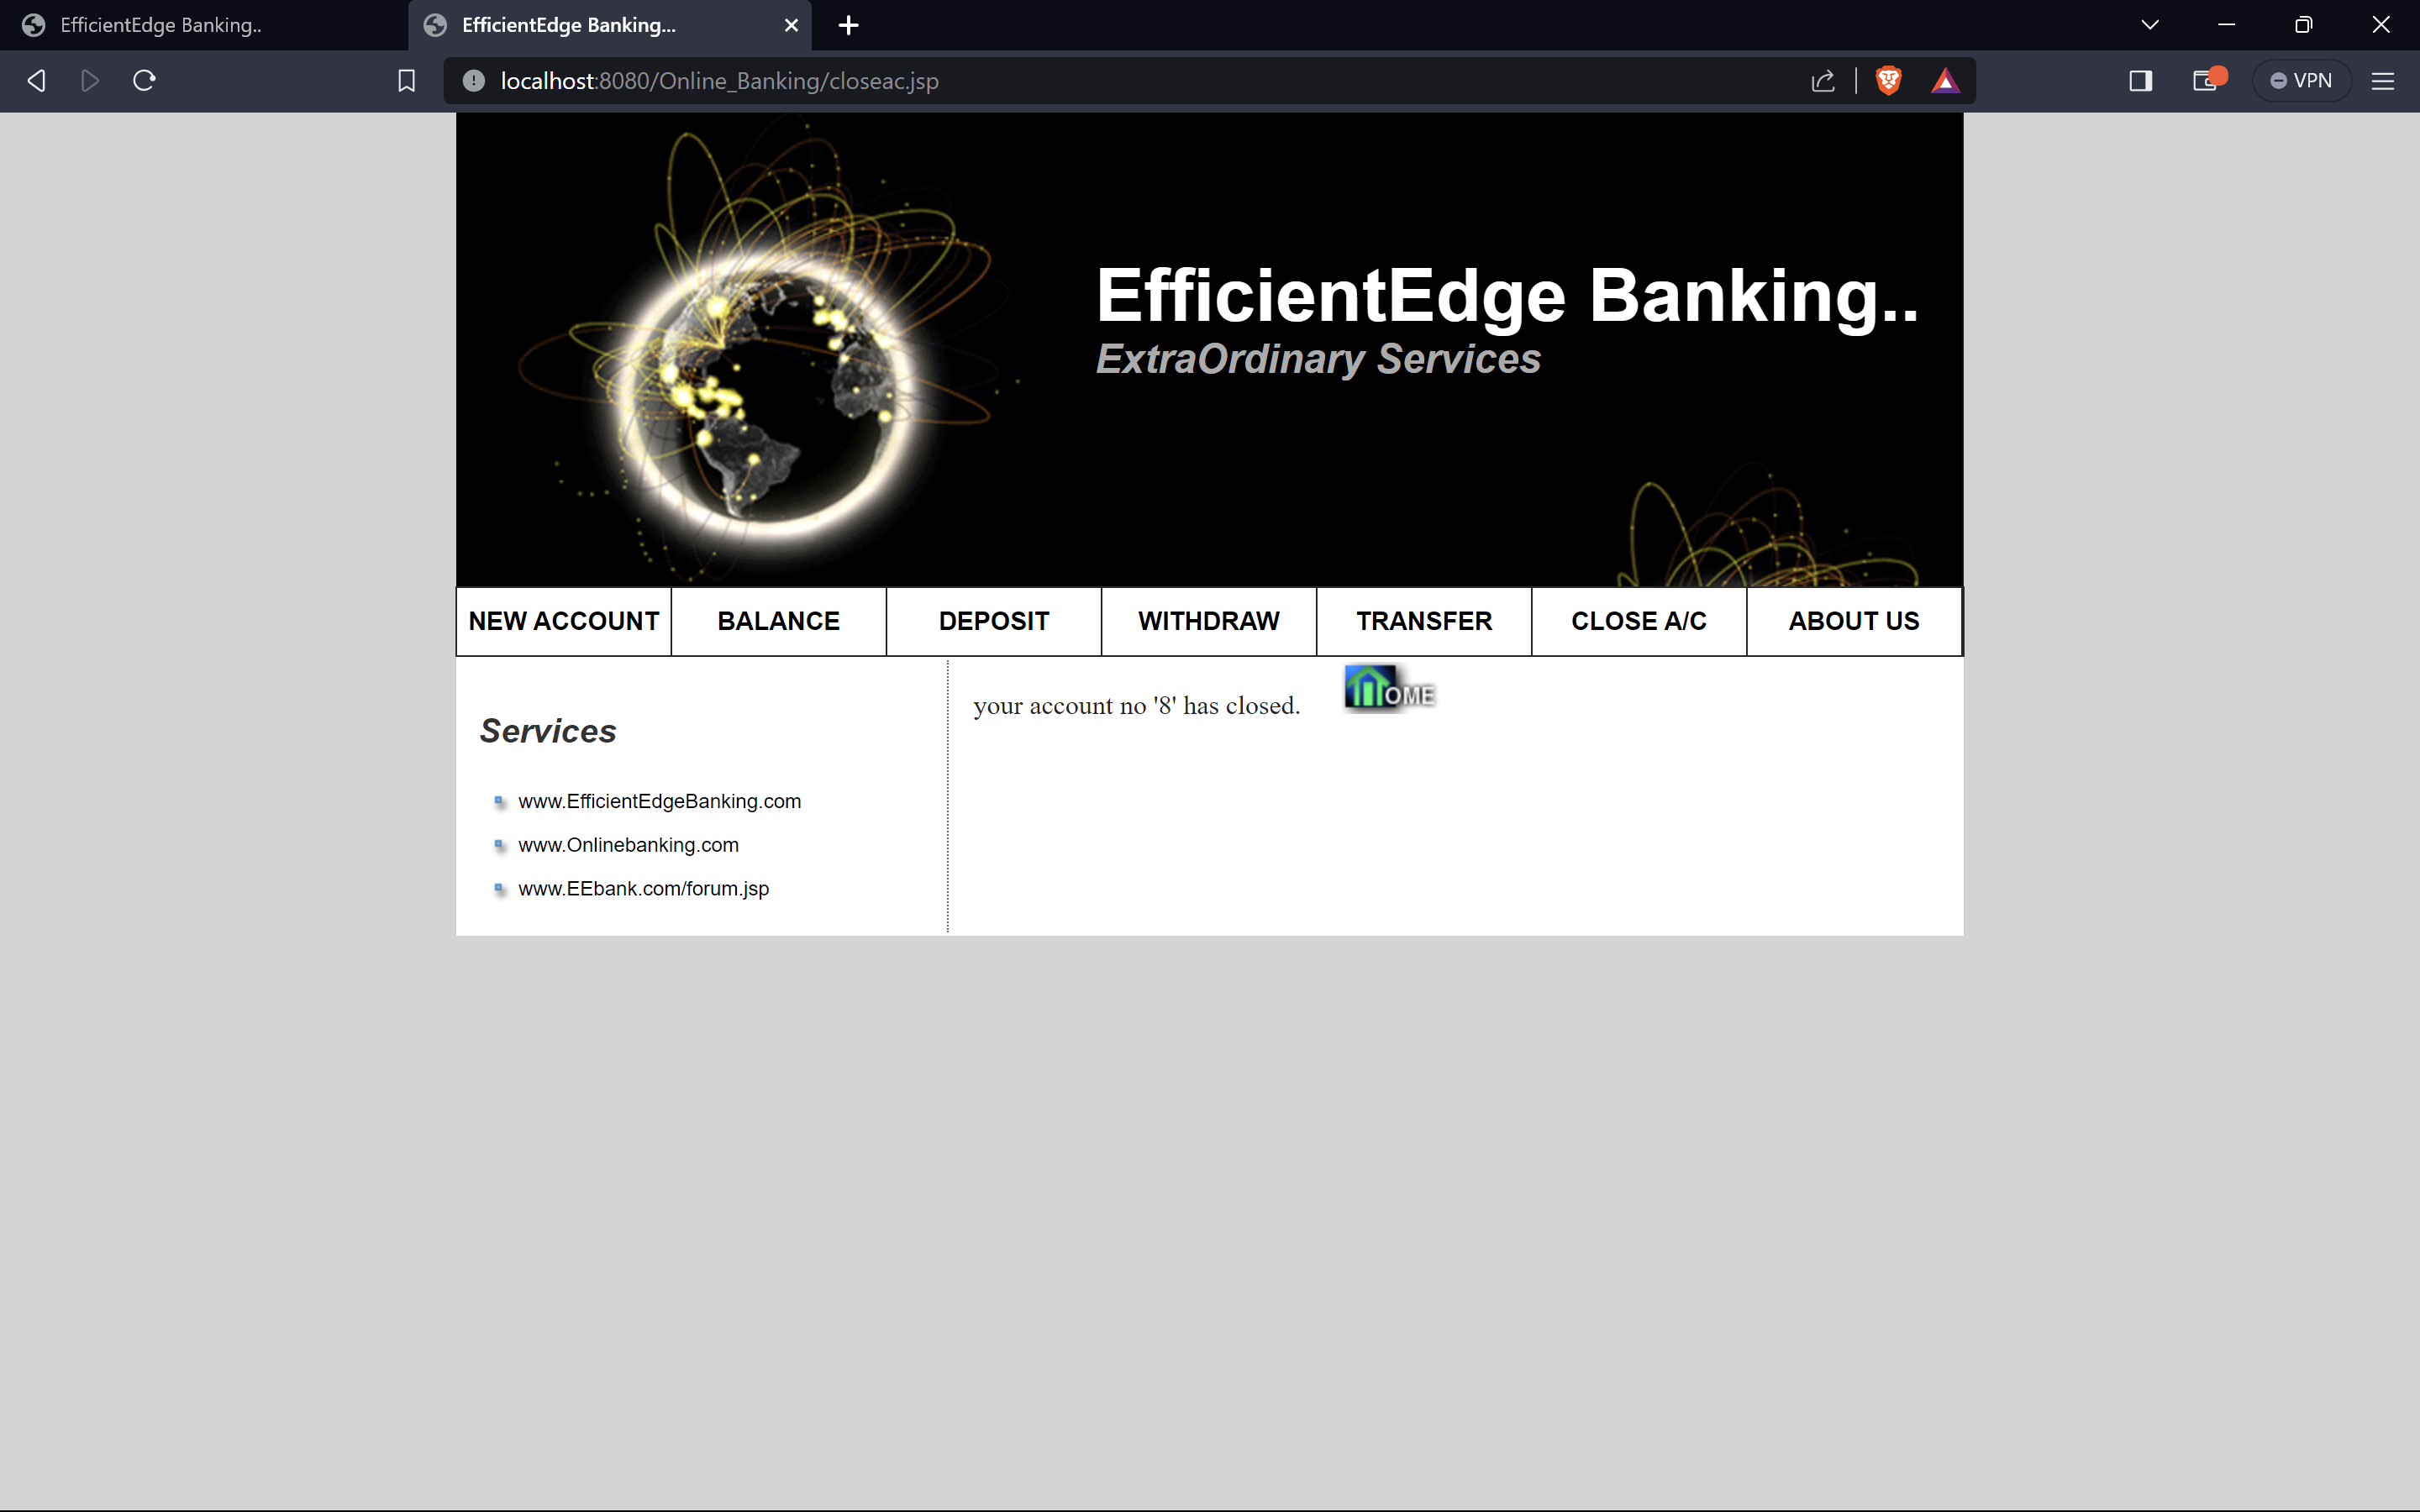 EfficientEdge Banking..
EfficientEdge Banking...
localhost:8080/Online_Banking/closeac.jsp
VPN
EfficientEdge Banking..
ExtraOrdinary Services
NEW ACCOUNT BALANCE DEPOSIT WITHDRAW TRANSFER CLOSE A/C ABOUT US
Services
www.EfficientEdgeBanking.com
www.Onlinebanking.com
www.EEbank.com/forum.jsp
your account no '8' has closed.
OME